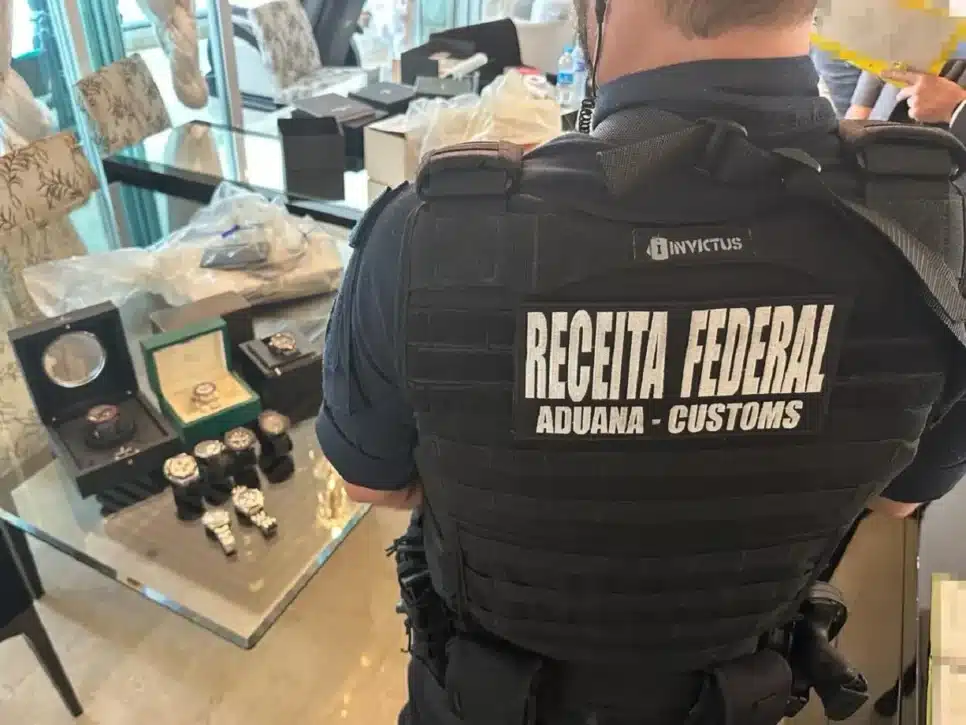 INVICTUS
RECEITA FEDERAL
ADUANA - CUSTOMS